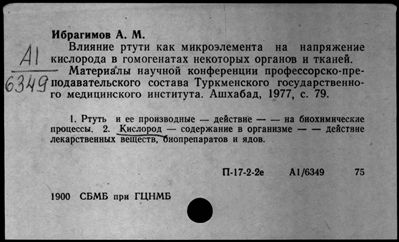 Ибрагимов А. М.
Влияние ртути как микроэлемента на напряжение
кислорода в гомогенатах некоторых органов и тканей.
Материалы научной конференции профессорско-пре-
подавательского состава Туркменского государственно-
го медицинского института. Ашхабад, 1977, с. 79.
А1
6349
1. Ртуть и ее производные — действие — — на биохимические
процессы. 2. Кислород — содержание в организме — — действие
лекарственных веществ, биопрепаратов и ядов.
П-17-2-2е А1/6349 75
1900 СБМБ при ГЦНМБ